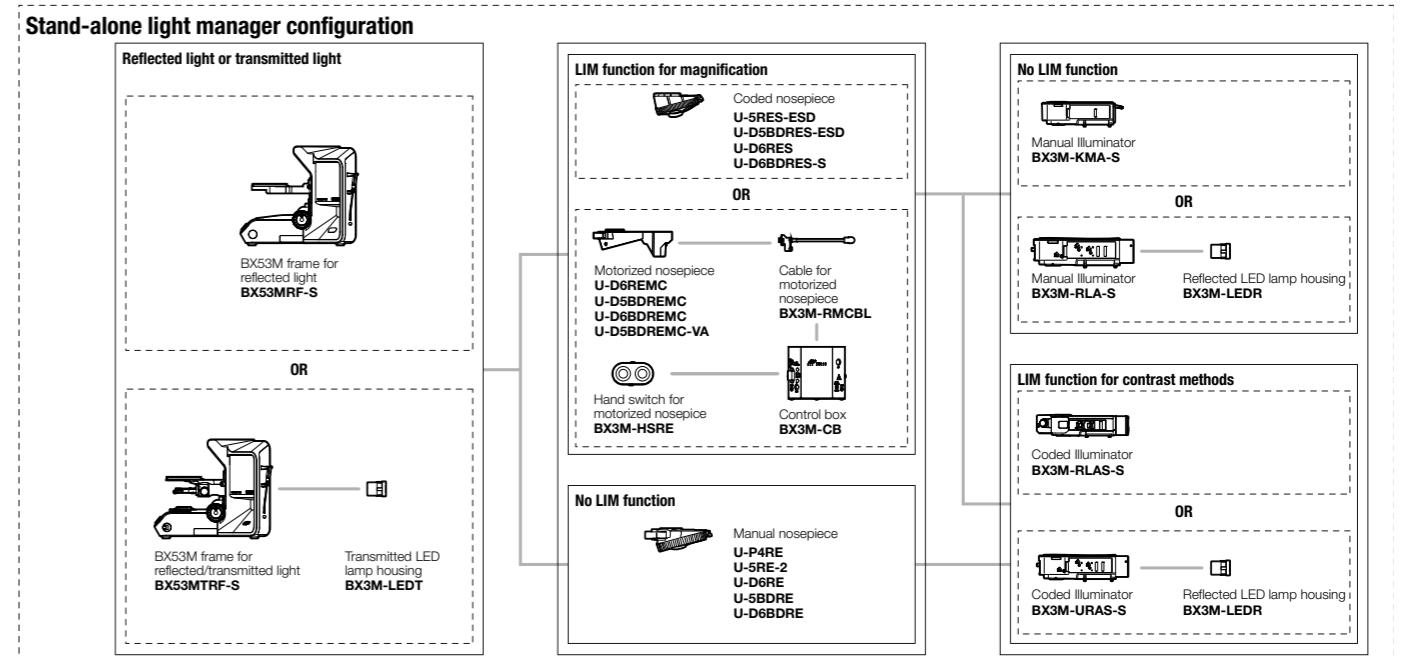 Stand-alone light manager configuration
Reflected light or transmitted light
BX53M frame for
reflected light
BX53MRF-S
OR
BX53M frame for
reflected/transmitted light
BX53MTRF-S
Transmitted LED
lamp housing
BX3M-LEDT
LIM function for magnification
Coded nosepiece
U-5RES-ESD
U-D5BDRES-ESD
U-D6RES
U-D6BDRES-S
OR
Motorized nosepiece
U-D6REMC
U-D5BDREMC
U-D6BDREMC
U-D5BDREMC-VA
Cable for
motorized
nosepiece
BX3M-RMCBL
Hand switch for
motorized nosepice
BX3M-HSRE
Control box
BX3M-CB
No LIM function
Manual nosepiece
U-P4RE
U-5RE-2
U-D6RE
U-5BDRE
U-D6BDRE
No LIM function
Manual Illuminator
BX3M-KMA-S
OR
Manual Illuminator
BX3M-RLA-S
Reflected LED lamp housing
BX3M-LEDR
LIM function for contrast methods
Coded Illuminator
BX3M-RLAS-S
OR
Coded Illuminator
BX3M-URAS-S
Reflected LED lamp housing
BX3M-LEDR